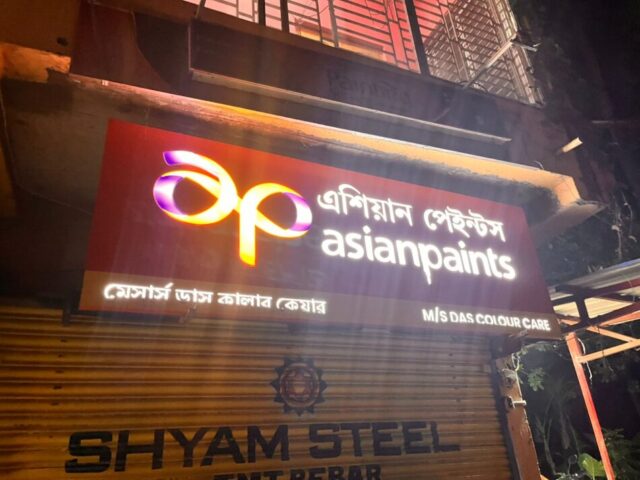 এশিয়ান পেইন্টস
asianpaints
মেসার্স ডাস কালার কেয়ার
M/S DAS COLOUR CARE
SHYAM STEEL
TMT REBAR